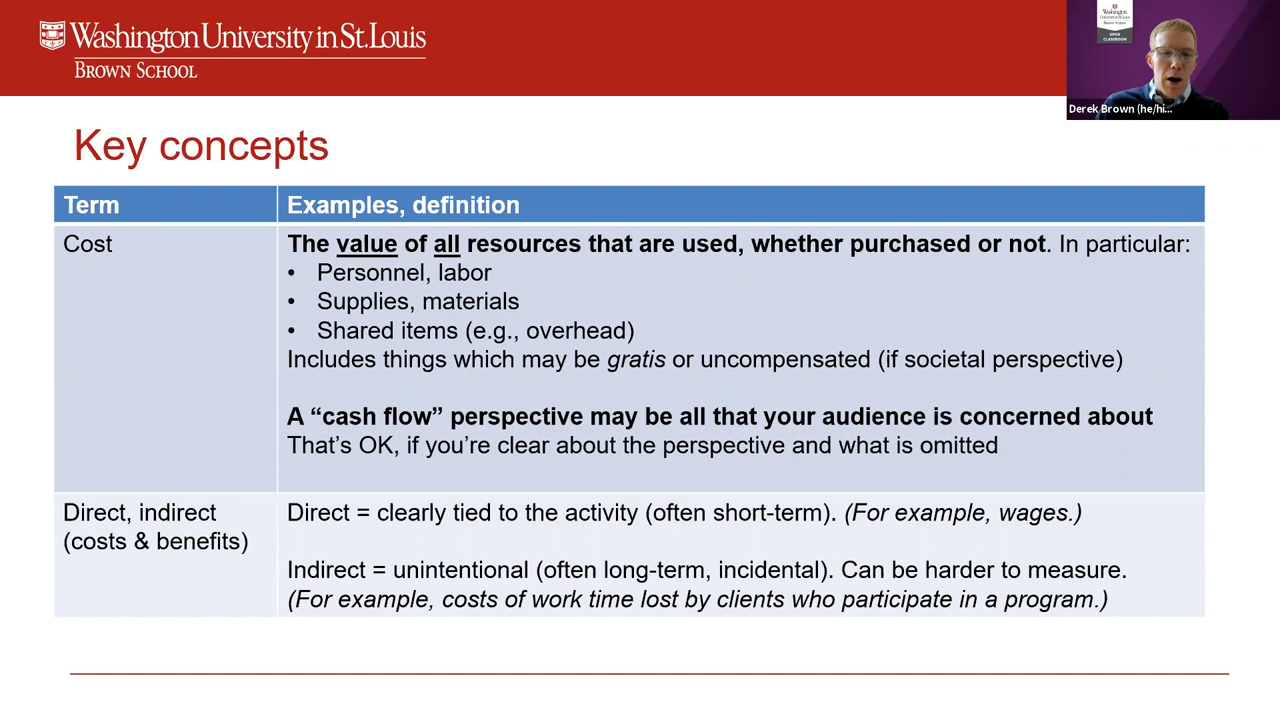 Washington University in St. Louis
BROWN SCHOOL
OPEN
CLASSROOM
Derek Brown (he/hi...
Key concepts
Term
Examples, definition
Cost
The value of all resources that are used, whether purchased or not. In particular:
• Personnel, labor
• Supplies, materials
• Shared items (e.g., overhead)
Includes things which may be gratis or uncompensated (if societal perspective)
A “cash flow” perspective may be all that your audience is concerned about
That’s OK, if you’re clear about the perspective and what is omitted
Direct, indirect
(costs & benefits)
Direct = clearly tied to the activity (often short-term). (For example, wages.)
Indirect = unintentional (often long-term, incidental). Can be harder to measure.
(For example, costs of work time lost by clients who participate in a program.)